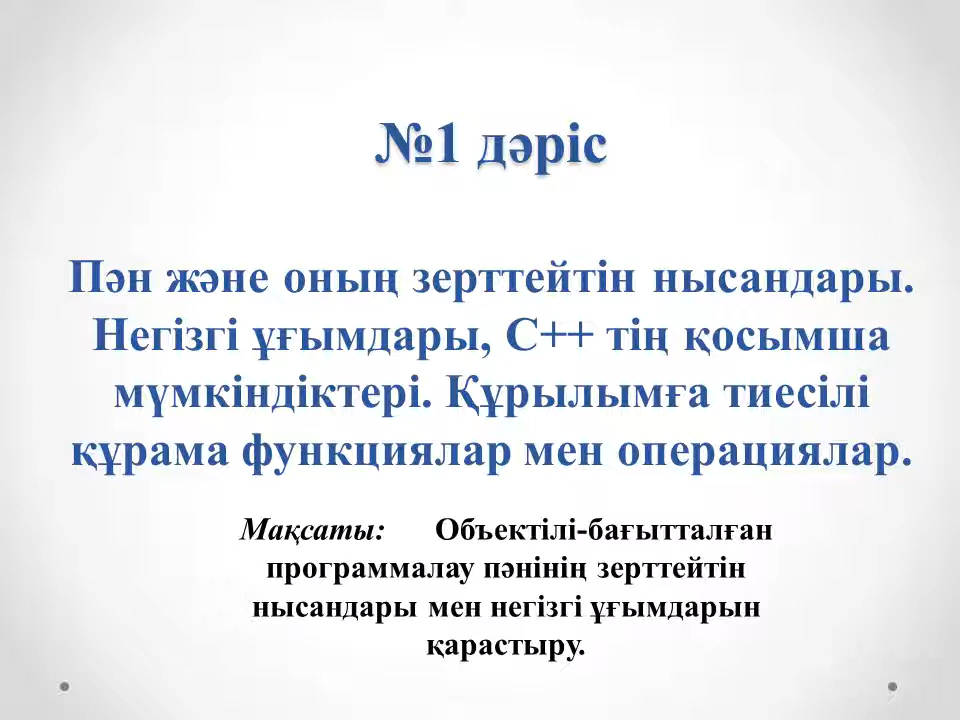 №1 дәріс
Пән және оның зерттейтін нысандары.
Негізгі ұғымдары, С++ тің қосымша
мүмкіндіктері. Құрылымға тиесілі
құрама функциялар мен операциялар.
Мақсаты: Объектілі-бағытталған
программалау пәнінің зерттейтін
нысандары мен негізгі ұғымдарын
қарастыру.